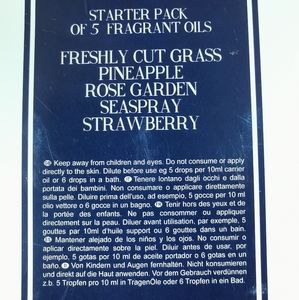 STARTER PACK
OF 5 FRAGRANT OILS
FRESHLY CUT GRASS
PINEAPPLE
ROSE GARDEN
SEASPRAY
STRAWBERRY
GB Keep away from children and eyes. Do not consume or apply
directly to the skin. Dilute before use eg 5 drops per 10ml carrier
oil or 6 drops in a bath. Tenere lontano dagli occhi e dalla
portata dei bambini. Non consumare o applicare direttamente
sulla pelle. Diluire prima dell'uso, ad esempio, 5 gocce per 10 ml
olio vettore o 6 gocce in un bagno. Tenir hors des yeux et de
la portée des enfants. Ne pas consommer ou appliquer
directement sur la peau. Diluer avant utilisation, par exemple, 5
gouttes par 10ml d'huile support ou 6 gouttes dans un bain.
Mantener alejado de los niños y los ojos. No consumir o
aplicar directamente sobre la piel. Diluir antes de usar, por
ejemplo, 5 gotas por 10 ml de aceite portador o 6 gotas en un
baño. Von Kindern und Augen fernhalten. Nicht konsumieren
und direkt auf die Haut anwenden. Vor dem Gebrauch verdünnen
z.b. 5 Tropfen pro 10 ml in TragenOle oder 6 Tropfen in ein Bad.